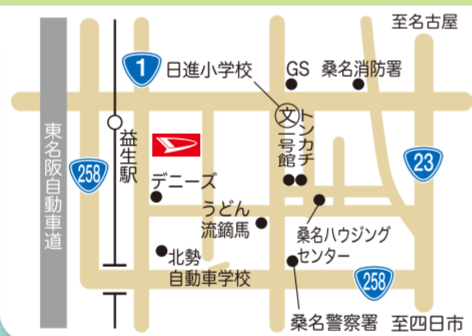 至名古屋
1
日進小学校
GS
桑名消防署
文
トンカチ
一号館
東名阪自動車道
258
益生駅
23
デニーズ
うどん
流鏑馬
桑名ハウジング
センター
北勢
自動車学校
258
桑名警察署
至四日市